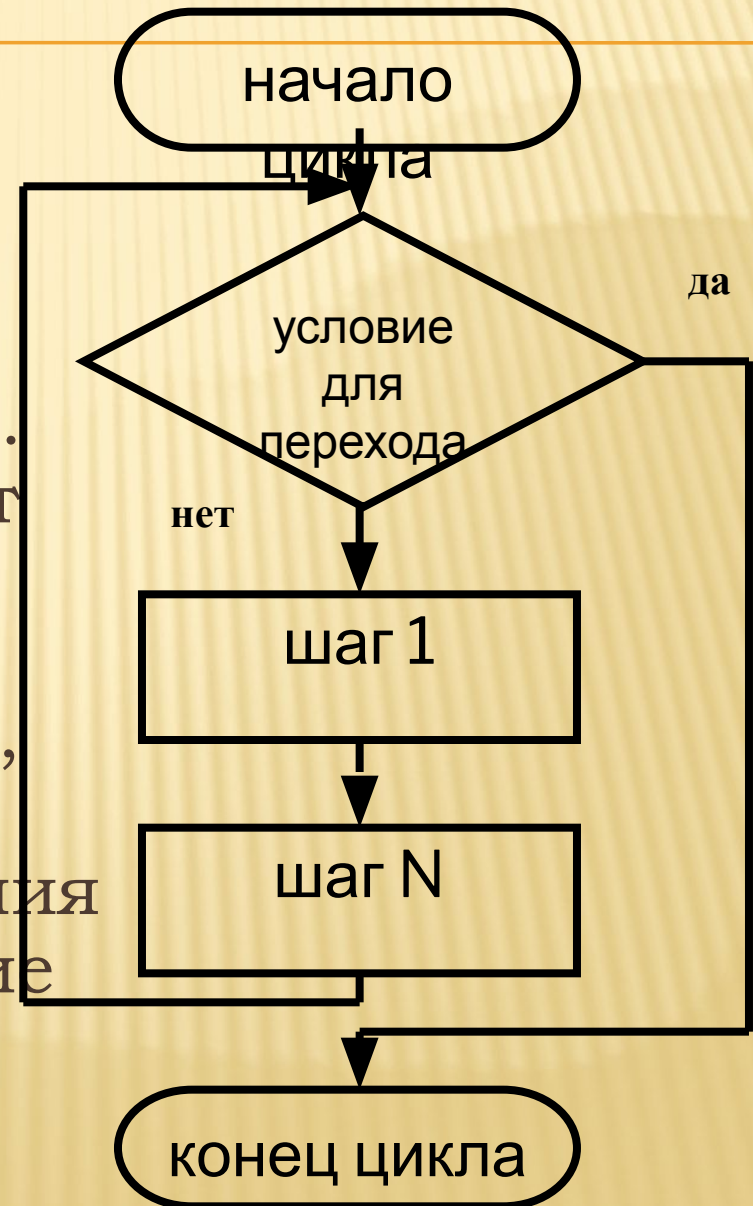 начало
цикла
да
условие
для
перехода
нет
шаг 1
шаг N
конец цикла